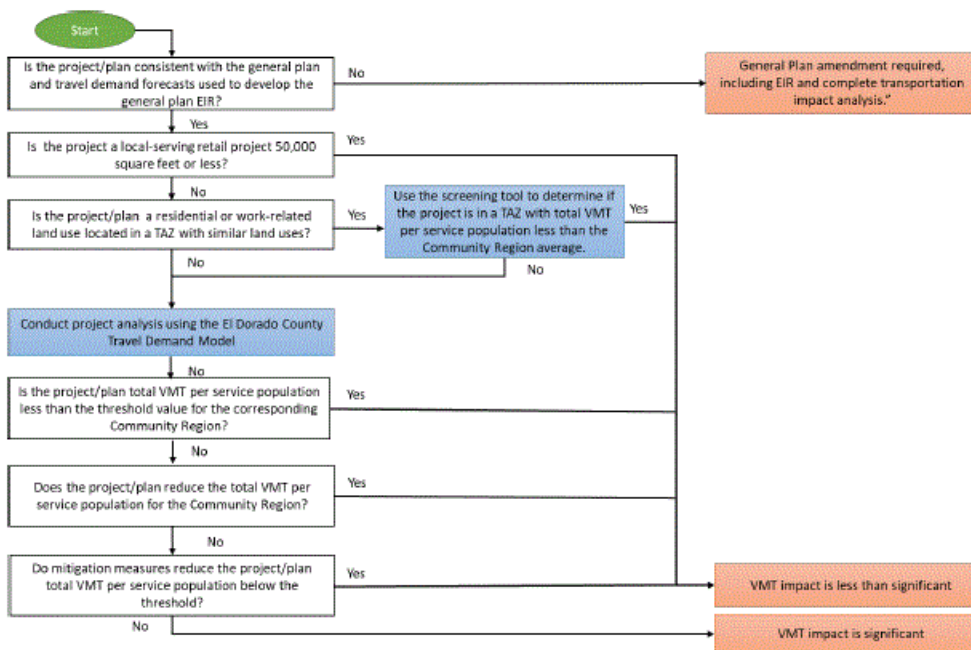 Start
Is the project/plan consistent with the general plan
and travel demand forecasts used to develop the
general plan EIR?
No
General Plan amendment required,
including EIR and complete transportation
impact analysis.”
Yes
Is the project a local-serving retail project 50,000
square feet or less?
Yes
No
Is the project/plan a residential or work-related
land use located in a TAZ with similar land uses?
Yes
Use the screening tool to determine if
the project is in a TAZ with total VMT
per service population less than the
Community Region average.
Yes
No
No
Conduct project analysis using the El Dorado County
Travel Demand Model
No
Is the project/plan total VMT per service population
less than the threshold value for the corresponding
Community Region?
Yes
No
Does the project/plan reduce the total VMT per
service population for the Community Region?
Yes
No
Do mitigation measures reduce the project/plan
total VMT per service population below the
threshold?
Yes
VMT impact is less than significant
No
VMT impact is significant